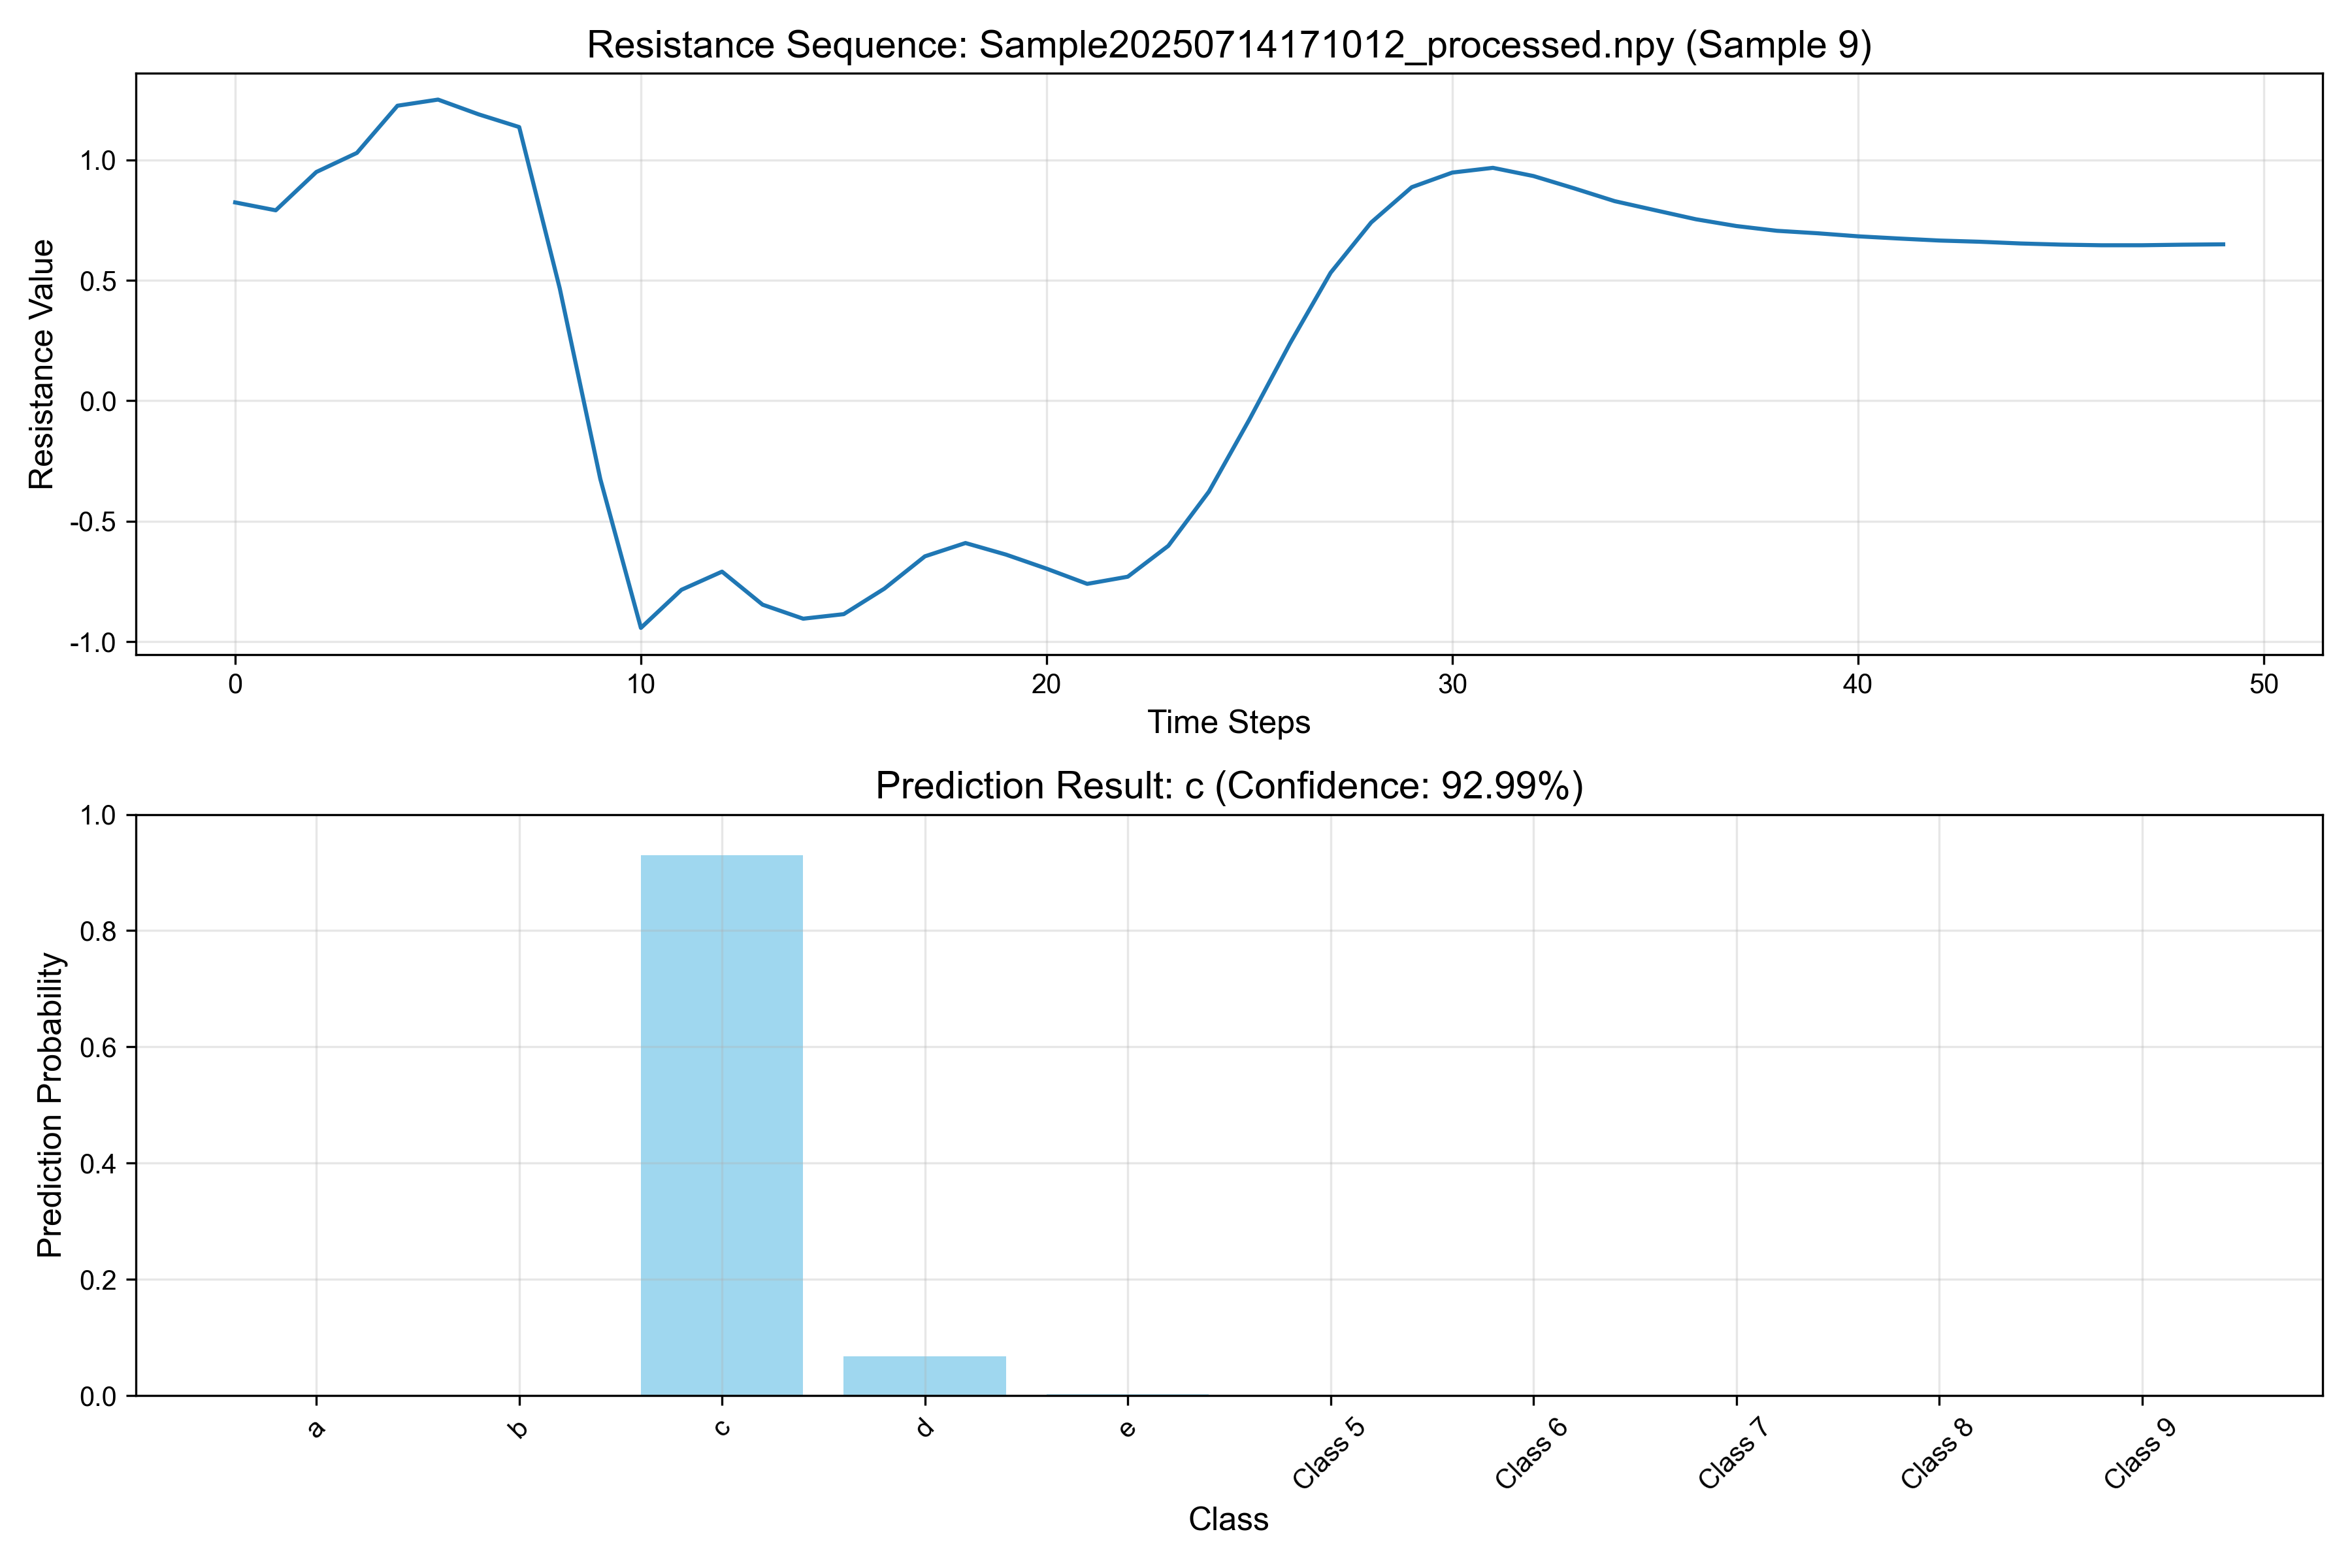 Resistance Sequence: Sample20250714171012_processed.npy (Sample 9)
Resistance Value
1.0
0.5
0.0
-0.5
-1.0
0 10 20 30 40 50
Time Steps
Prediction Result: c (Confidence: 92.99%)
Prediction Probability
1.0
0.8
0.6
0.4
0.2
0.0
a b c d e Class 5 Class 6 Class 7 Class 8 Class 9
Class